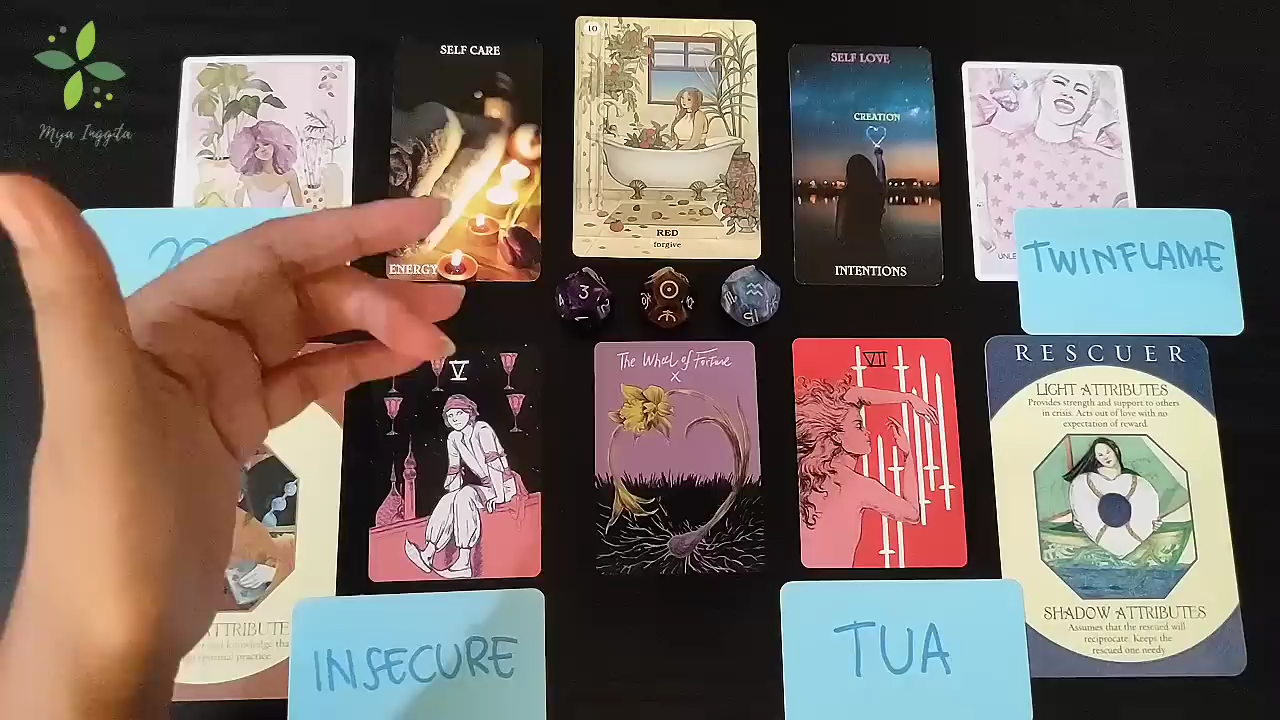 Mya Inggita
SELF CARE
ENERGY
10
RED
forgive
SELF LOVE
CREATION
INTENTIONS
TWINFLAME
3
V
The Wheel of Fortune
X
VII
RESCUER
LIGHT ATTRIBUTES
Provides strength and support to others
in crisis. Acts out of love with no
expectation of reward.
SHADOW ATTRIBUTES
Assumes that the rescued will
reciprocate. Keeps the
rescued one needy.
INSECURE
TUA